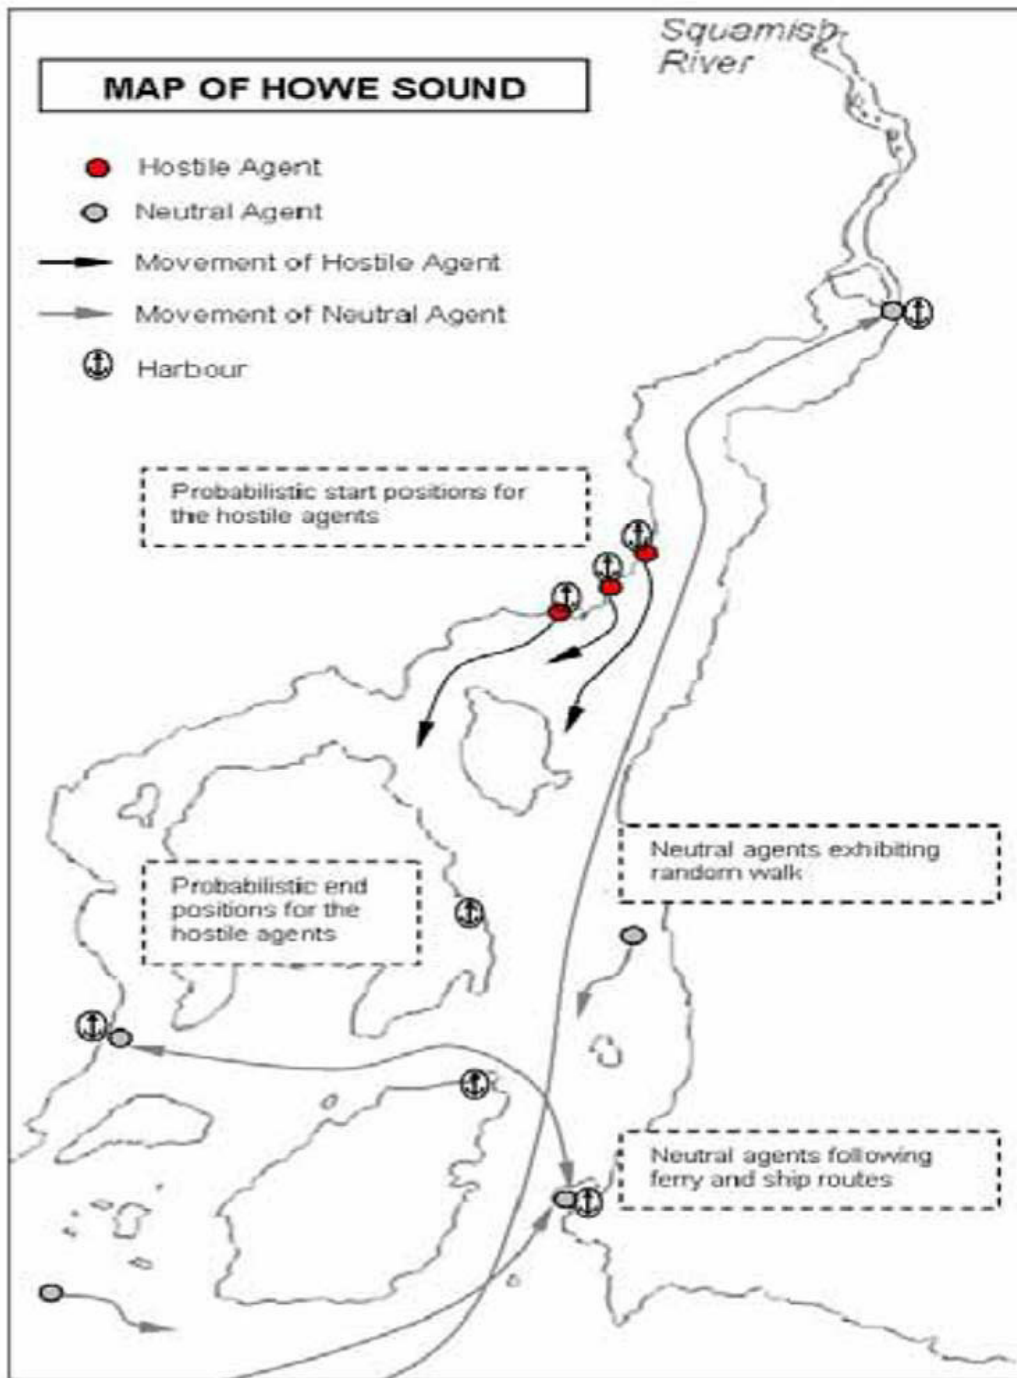 Squamish
River
MAP OF HOWE SOUND
Hostile Agent
Neutral Agent
Movement of Hostile Agent
Movement of Neutral Agent
Harbour
Probabilistic start positions for
the hostile agents
Neutral agents exhibiting
random walk
Probabilistic end
positions for the
hostile agents
Neutral agents following
ferry and ship routes